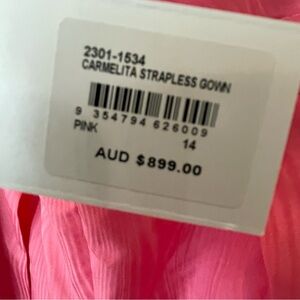 2301-1534
CARMELITA STRAPLESS GOWN
9 354794 626009
PINK 14
AUD $899.00